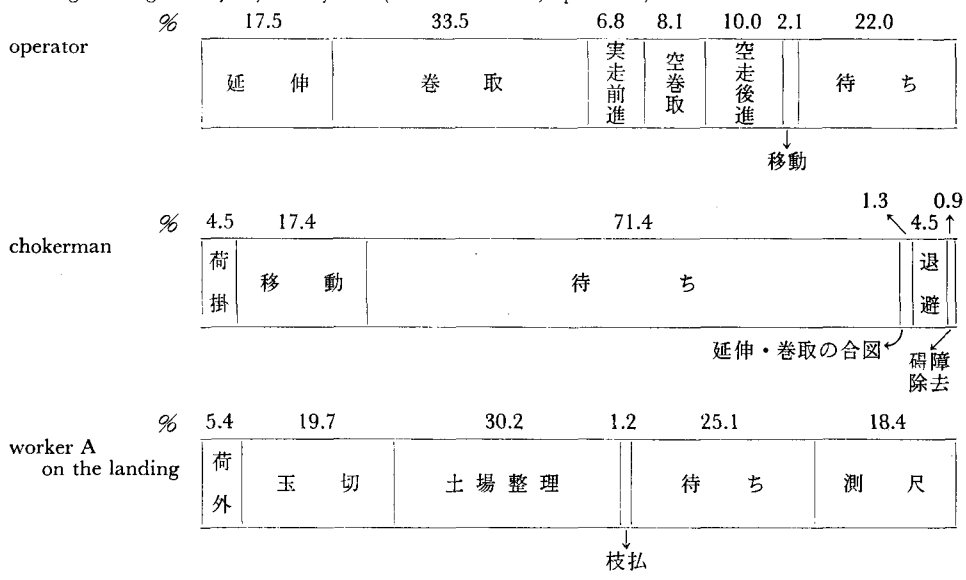 % 17.5 33.5 6.8 8.1 10.0 2.1 22.0
operator
延伸 巻取 実走前進 空巻取 空走後進 待ち
移動
1.3 0.9
% 4.5 17.4 71.4 4.5
chokerman
荷掛 移動 待ち 退避
延伸・巻取の合図
碍障
除去
% 5.4 19.7 30.2 1.2 25.1 18.4
worker A
on the landing
荷外 玉切 土場整理 待ち 測尺
枝払